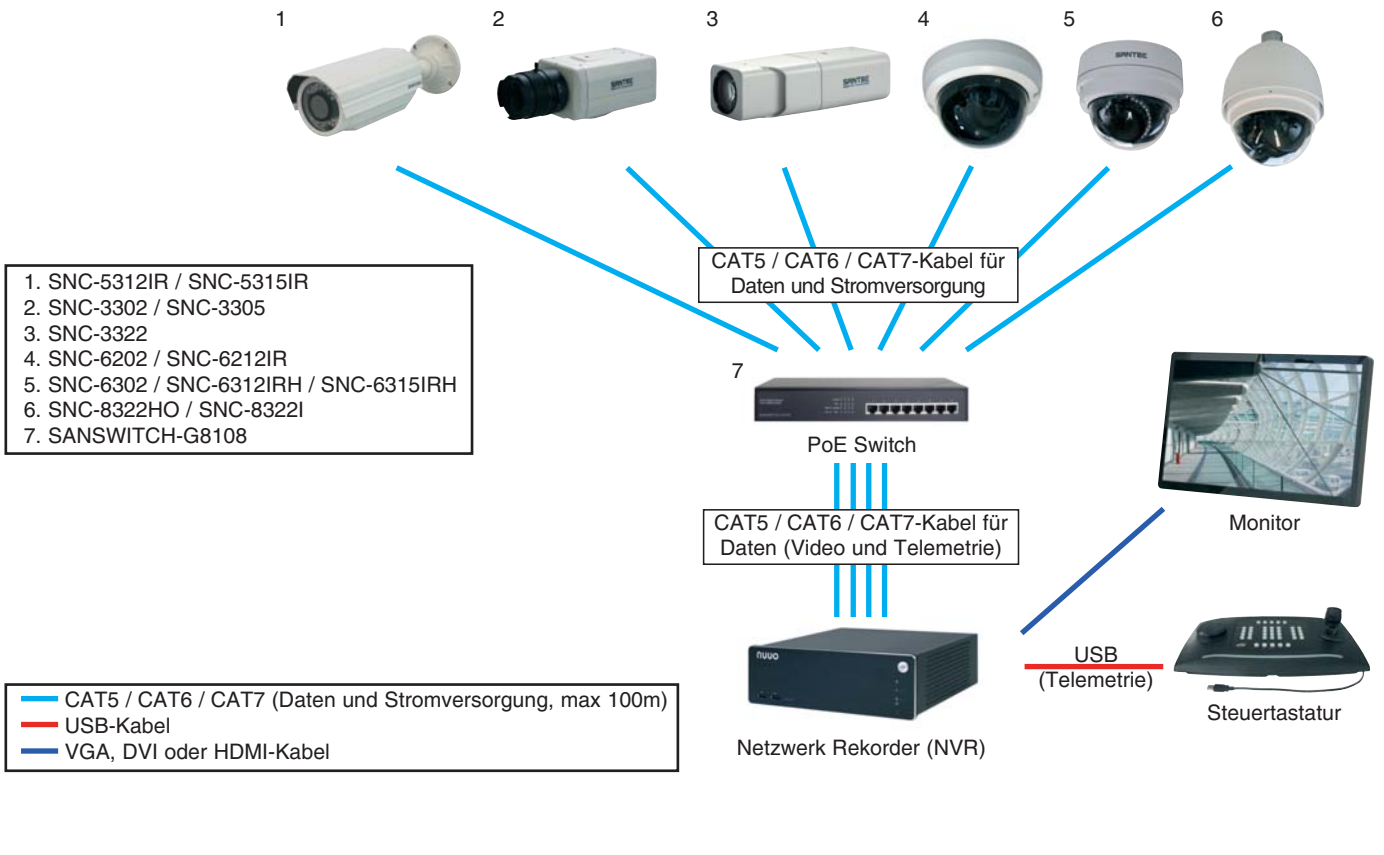 1
2
3
4
5
6
SANTEC
SANTEC
SANTEC
CAT5 / CAT6 / CAT7-Kabel für
Daten und Stromversorgung
1. SNC-5312IR / SNC-5315IR
2. SNC-3302 / SNC-3305
3. SNC-3322
4. SNC-6202 / SNC-6212IR
5. SNC-6302 / SNC-6312IRH / SNC-6315IRH
6. SNC-8322HO / SNC-8322I
7. SANSWITCH-G8108
7
PoE Switch
CAT5 / CAT6 / CAT7-Kabel für
Daten (Video und Telemetrie)
Monitor
nuuo
USB
(Telemetrie)
Steuertastatur
Netzwerk Rekorder (NVR)
CAT5 / CAT6 / CAT7 (Daten und Stromversorgung, max 100m)
USB-Kabel
VGA, DVI oder HDMI-Kabel